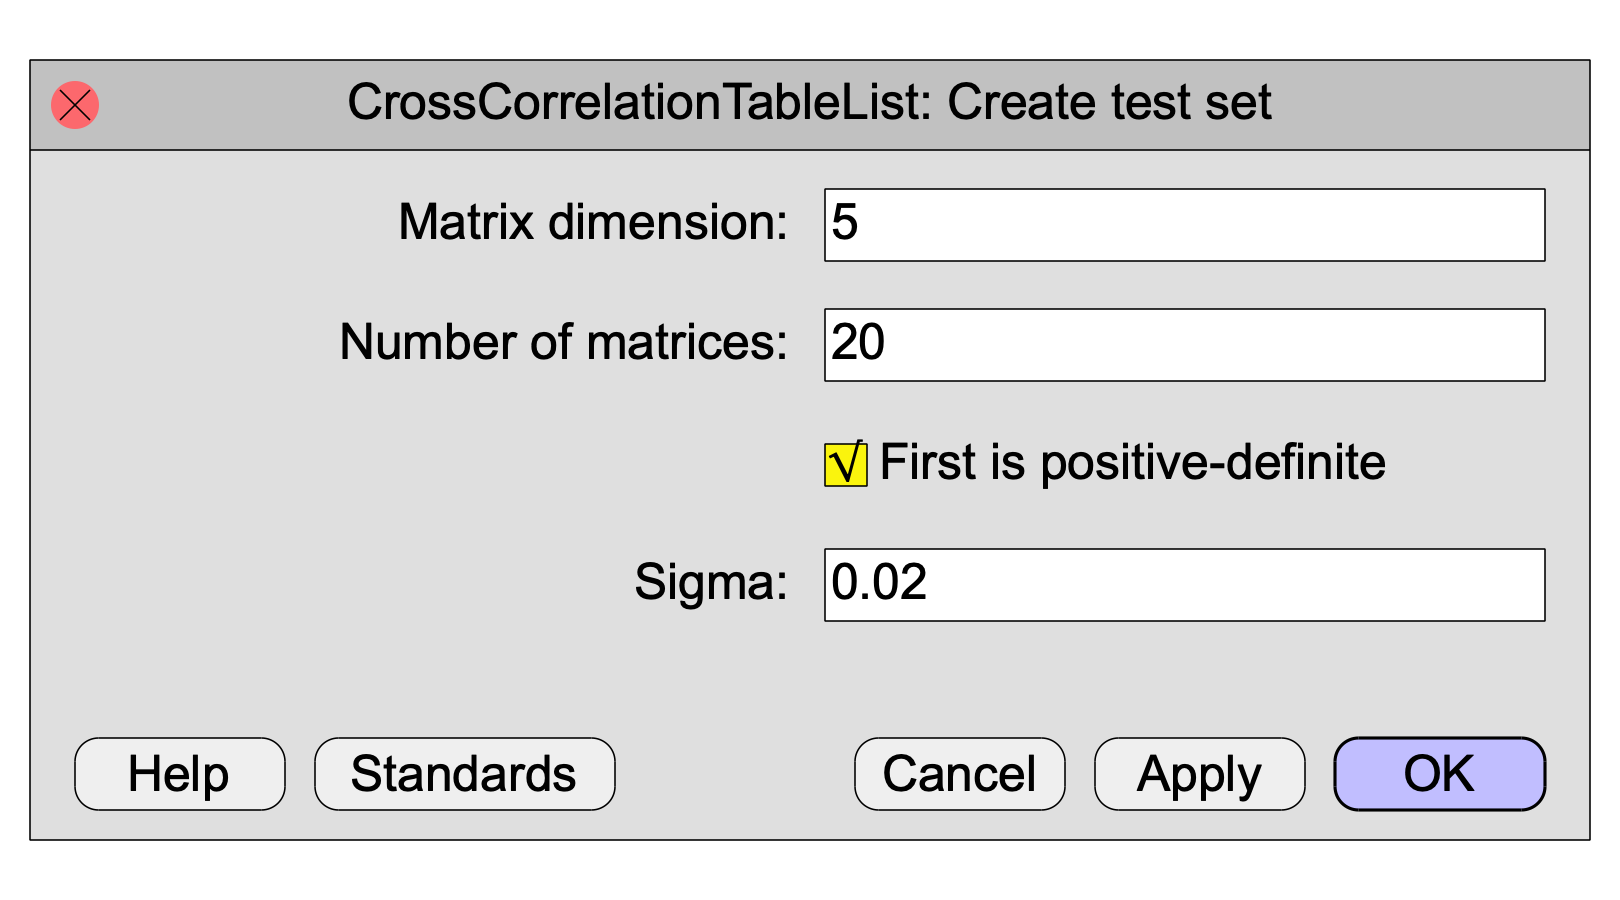 CrossCorrelationTableList: Create test set
Matrix dimension: 5
Number of matrices: 20
√ First is positive-definite
Sigma: 0.02
Help Standards Cancel Apply OK